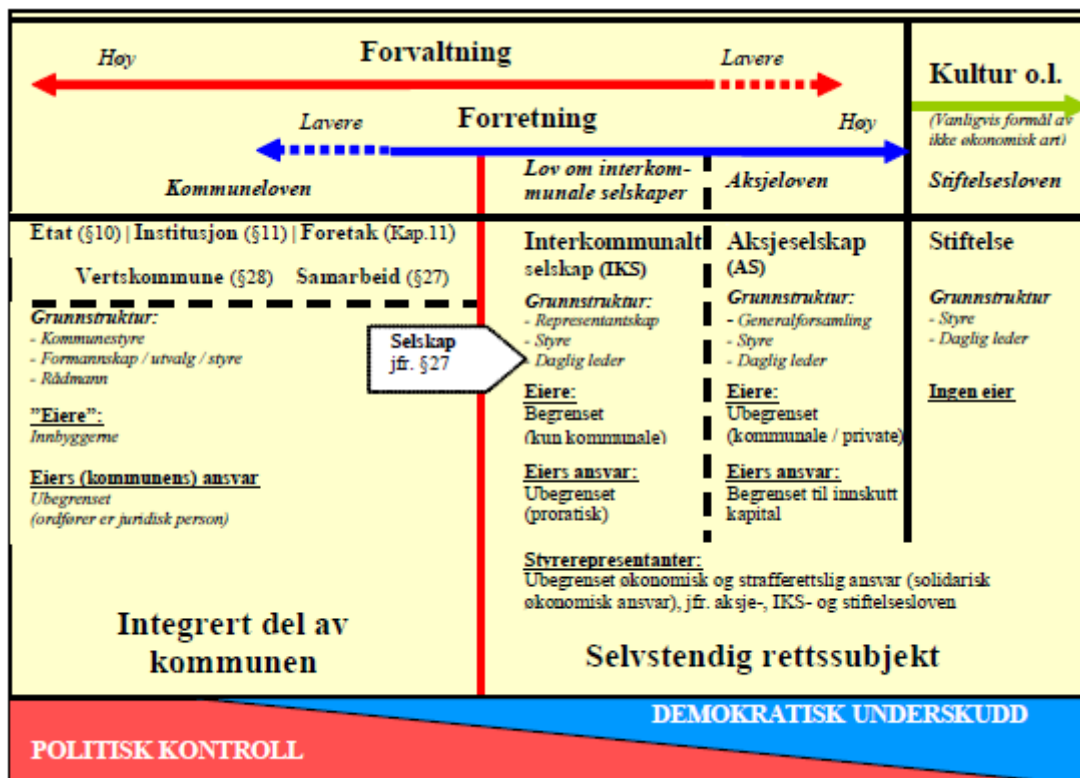 Høy Forvaltning Lavere
Lavere Forretning Høy
Kultur o.l.
(Vanligvis formål av
ikke økonomisk art)
Kommuneloven
Lov om interkom-
munale selskaper
Aksjeloven
Stiftelsesloven
Etat (§10) | Institusjon (§11) | Foretak (Kap.11)
Vertskommune (§28) Samarbeid (§27)
Grunnstruktur:
- Kommunestyre
- Formannskap / utvalg / styre
- Rådmann
”Eiere”:
Innbyggerne
Eiers (kommunens) ansvar
Ubegrenset
(ordfører er juridisk person)
Selskap
jfr. §27
Interkommunalt
selskap (IKS)
Grunnstruktur:
- Representantskap
- Styre
- Daglig leder
Eiere:
Begrenset
(kun kommunale)
Eiers ansvar:
Ubegrenset
(proratisk)
Aksjeselskap
(AS)
Grunnstruktur:
- Generalforsamling
- Styre
- Daglig leder
Eiere:
Ubegrenset
(kommunale / private)
Eiers ansvar:
Begrenset til innskutt
kapital
Stiftelse
Grunnstruktur
- Styre
- Daglig leder
Ingen eier
Styrerepresentanter:
Ubegrenset økonomisk og strafferettslig ansvar (solidarisk
økonomisk ansvar), jfr. aksje-, IKS- og stiftelsesloven
Integrert del av
kommunen
Selvstendig rettssubjekt
DEMOKRATISK UNDERSKUDD
POLITISK KONTROLL